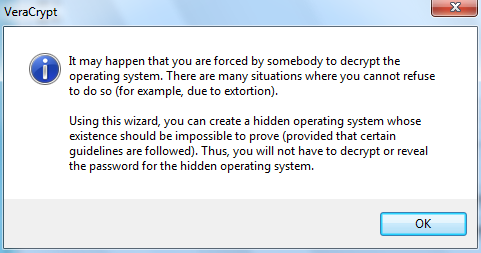 VeraCrypt
It may happen that you are forced by somebody to decrypt the
operating system. There are many situations where you cannot refuse
to do so (for example, due to extortion).
Using this wizard, you can create a hidden operating system whose
existence should be impossible to prove (provided that certain
guidelines are followed). Thus, you will not have to decrypt or reveal
the password for the hidden operating system.
OK